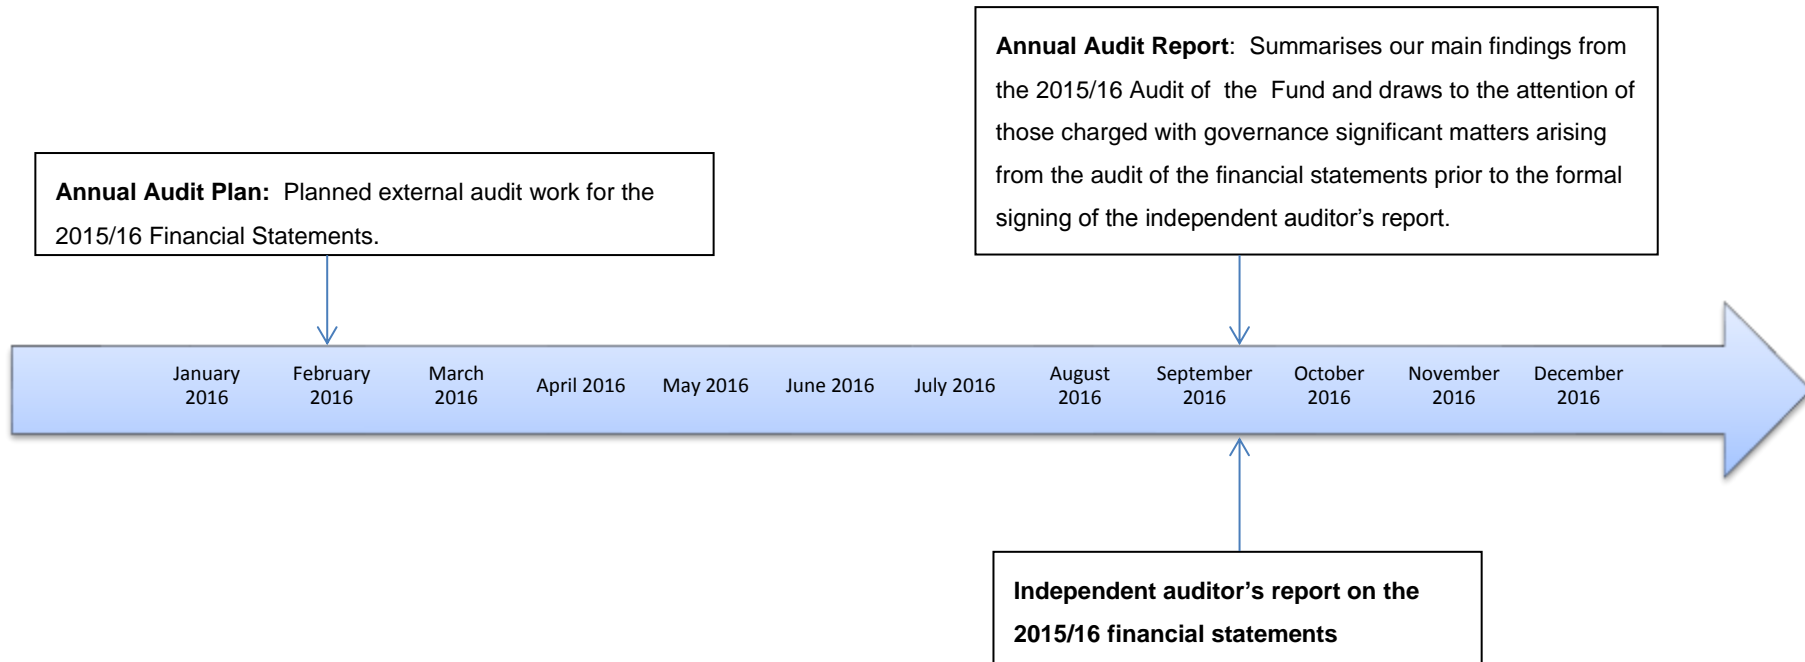 Annual Audit Report:  Summarises our main findings from
the 2015/16 Audit of  the  Fund and draws to the attention of
those charged with governance significant matters arising
from the audit of the financial statements prior to the formal
signing of the independent auditor’s report.
Annual Audit Plan:  Planned external audit work for the
2015/16 Financial Statements.
January
2016
February
2016
March
2016
April 2016
May 2016
June 2016
July 2016
August
2016
September
2016
October
2016
November
2016
December
2016
Independent auditor’s report on the
2015/16 financial statements